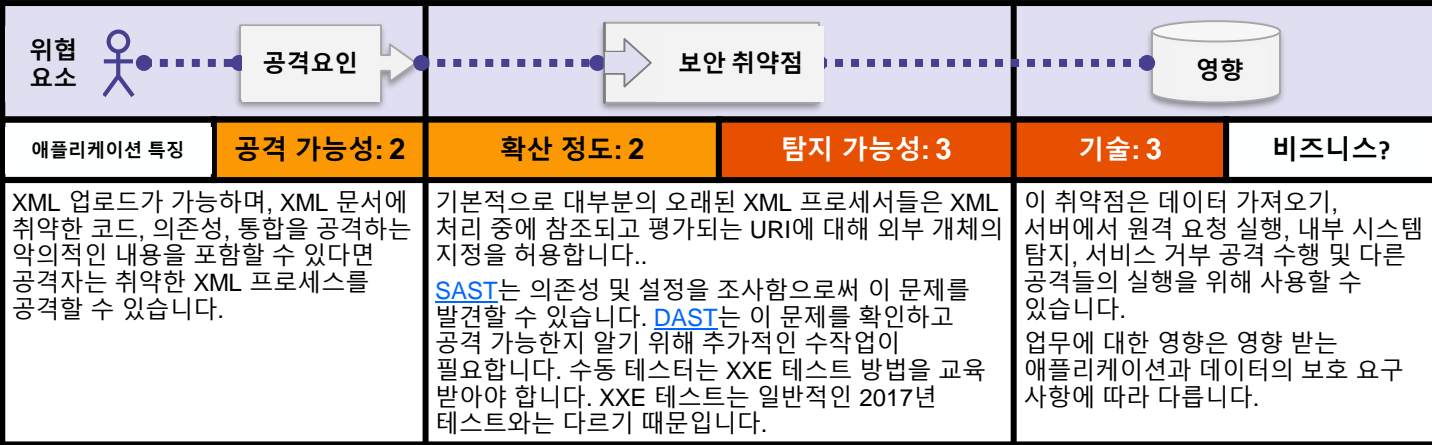 위협
요소
공격요인
보안 취약점
영향
애플리케이션 특징
공격 가능성: 2
확산 정도: 2
탐지 가능성: 3
기술: 3
비즈니스?
XML 업로드가 가능하며, XML 문서에
취약한 코드, 의존성, 통합을 공격하는
악의적인 내용을 포함할 수 있다면
공격자는 취약한 XML 프로세스를
공격할 수 있습니다.
기본적으로 대부분의 오래된 XML 프로세서들은 XML
처리 중에 참조되고 평가되는 URI에 대해 외부 개체의
지정을 허용합니다..
SAST는 의존성 및 설정을 조사함으로써 이 문제를
발견할 수 있습니다. DAST는 이 문제를 확인하고
공격 가능한지 알기 위해 추가적인 수작업이
필요합니다. 수동 테스터는 XXE 테스트 방법을 교육
받아야 합니다. XXE 테스트는 일반적인 2017년
테스트와는 다르기 때문입니다.
이 취약점은 데이터 가져오기,
서버에서 원격 요청 실행, 내부 시스템
탐지, 서비스 거부 공격 수행 및 다른
공격들의 실행을 위해 사용할 수
있습니다.
업무에 대한 영향은 영향 받는
애플리케이션과 데이터의 보호 요구
사항에 따라 다릅니다.